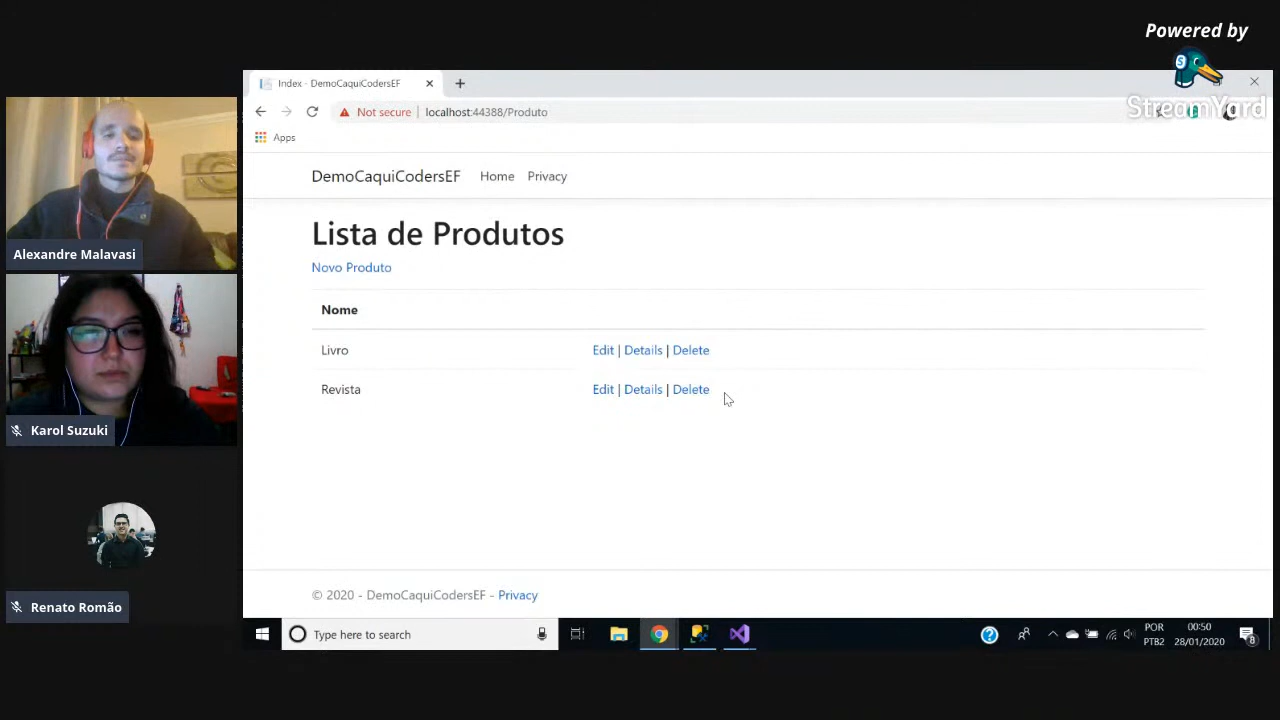 Powered by
StreamYard
Index - DemoCaquiCodersEF
Not secure
localhost:44388/Produto
Apps
DemoCaquiCodersEF
Home
Privacy
Lista de Produtos
Novo Produto
Nome
Livro
Edit | Details | Delete
Revista
Edit | Details | Delete
© 2020 - DemoCaquiCodersEF - Privacy
Type here to search
POR
PTB2
00:50
28/01/2020
8
Alexandre Malavasi
Karol Suzuki
Renato Romão